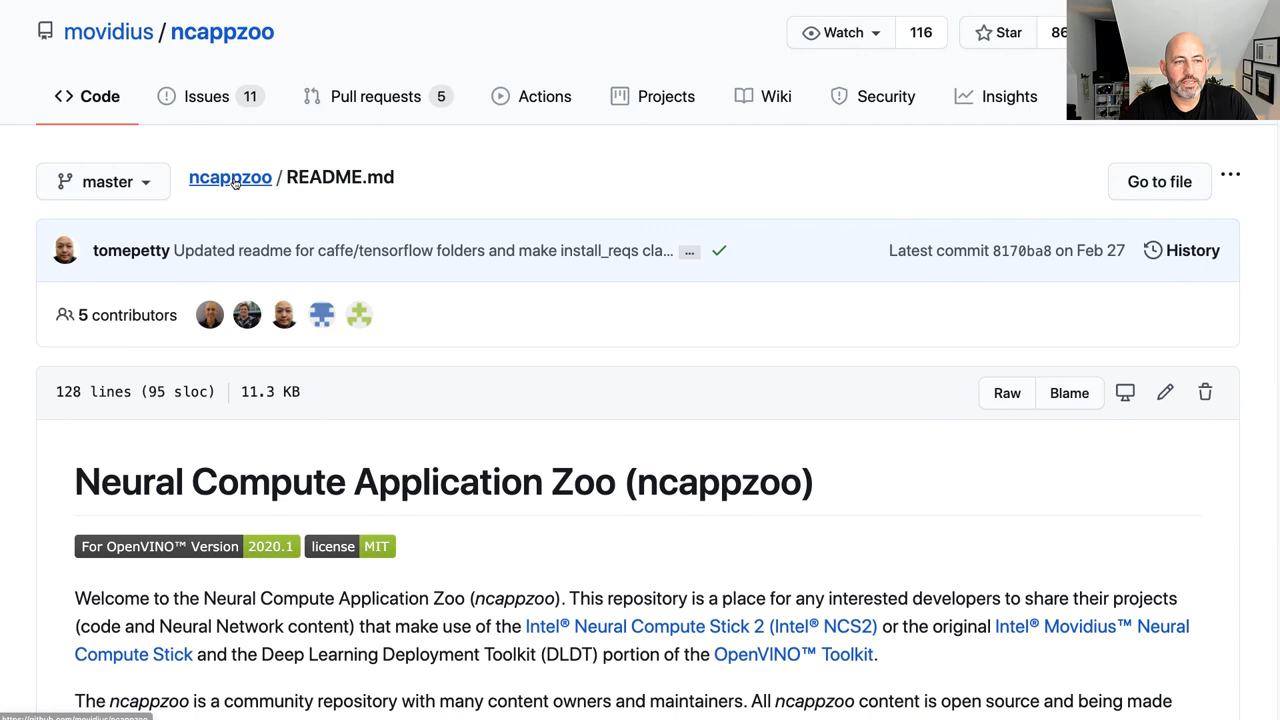 movidius / ncappzoo
Watch 116 Star 86
Code Issues 11 Pull requests 5 Actions Projects Wiki Security Insights
master ncappzoo / README.md Go to file ...
tomepetty Updated readme for caffe/tensorflow folders and make install_reqs cla... ... Latest commit 8170ba8 on Feb 27 History
5 contributors
128 lines (95 sloc) 11.3 KB Raw Blame
Neural Compute Application Zoo (ncappzoo)
For OpenVINO™ Version 2020.1 license MIT
Welcome to the Neural Compute Application Zoo (ncappzoo). This repository is a place for any interested developers to share their projects
(code and Neural Network content) that make use of the Intel® Neural Compute Stick 2 (Intel® NCS2) or the original Intel® Movidius™ Neural
Compute Stick and the Deep Learning Deployment Toolkit (DLDT) portion of the OpenVINO™ Toolkit.
The ncappzoo is a community repository with many content owners and maintainers. All ncappzoo content is open source and being made
https://github.com/movidius/ncappzoo